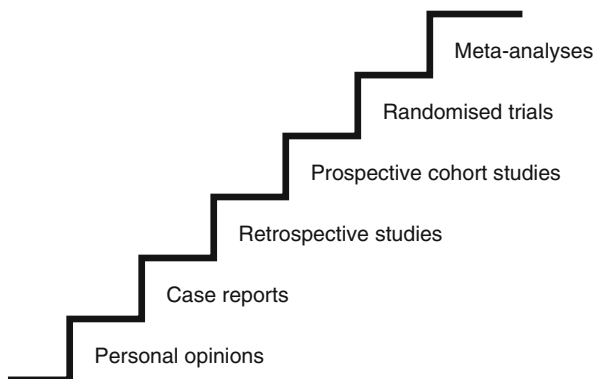 Meta-analyses
Randomised trials
Prospective cohort studies
Retrospective studies
Case reports
Personal opinions